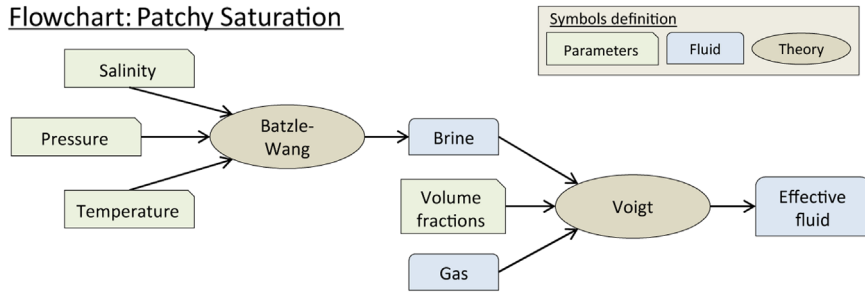 Flowchart: Patchy Saturation
Symbols definition
Parameters
Fluid
Theory
Salinity
Pressure
Temperature
Batzle-
Wang
Brine
Volume
fractions
Gas
Voigt
Effective
fluid